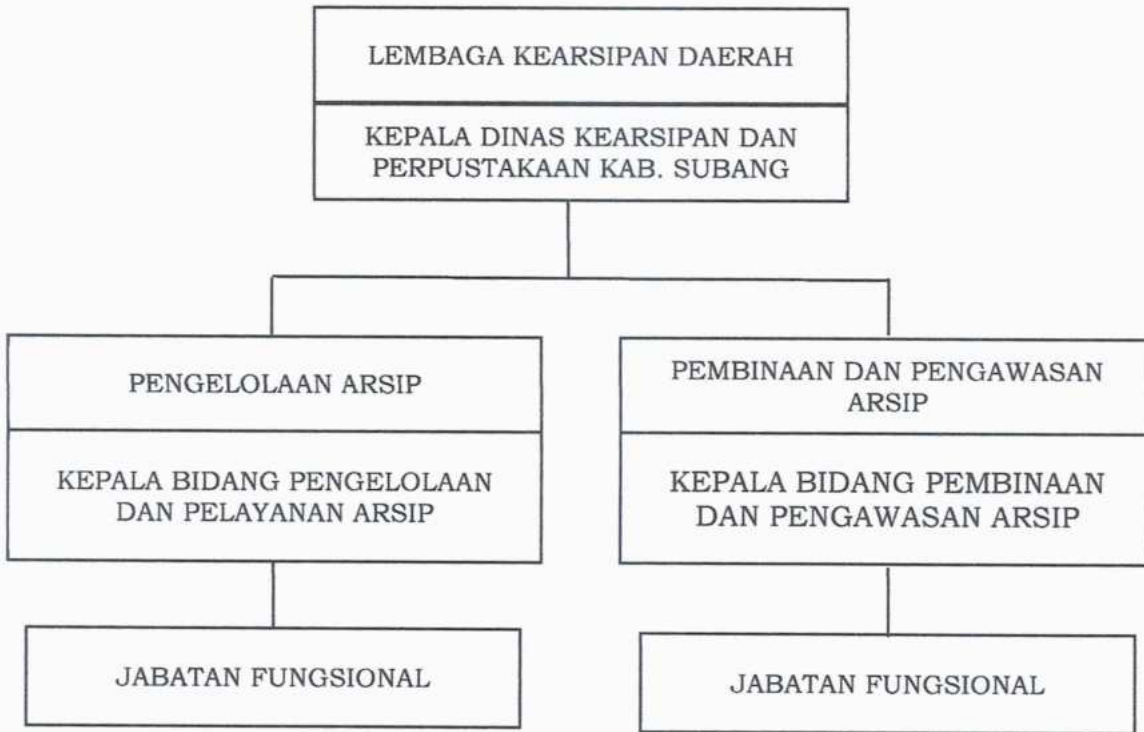 LEMBAGA KEARSIPAN DAERAH
KEPALA DINAS KEARSIPAN DAN
PERPUSTAKAAN KAB. SUBANG
PENGELOLAAN ARSIP
KEPALA BIDANG PENGELOLAAN
DAN PELAYANAN ARSIP
JABATAN FUNGSIONAL
PEMBINAAN DAN PENGAWASAN
ARSIP
KEPALA BIDANG PEMBINAAN
DAN PENGAWASAN ARSIP
JABATAN FUNGSIONAL